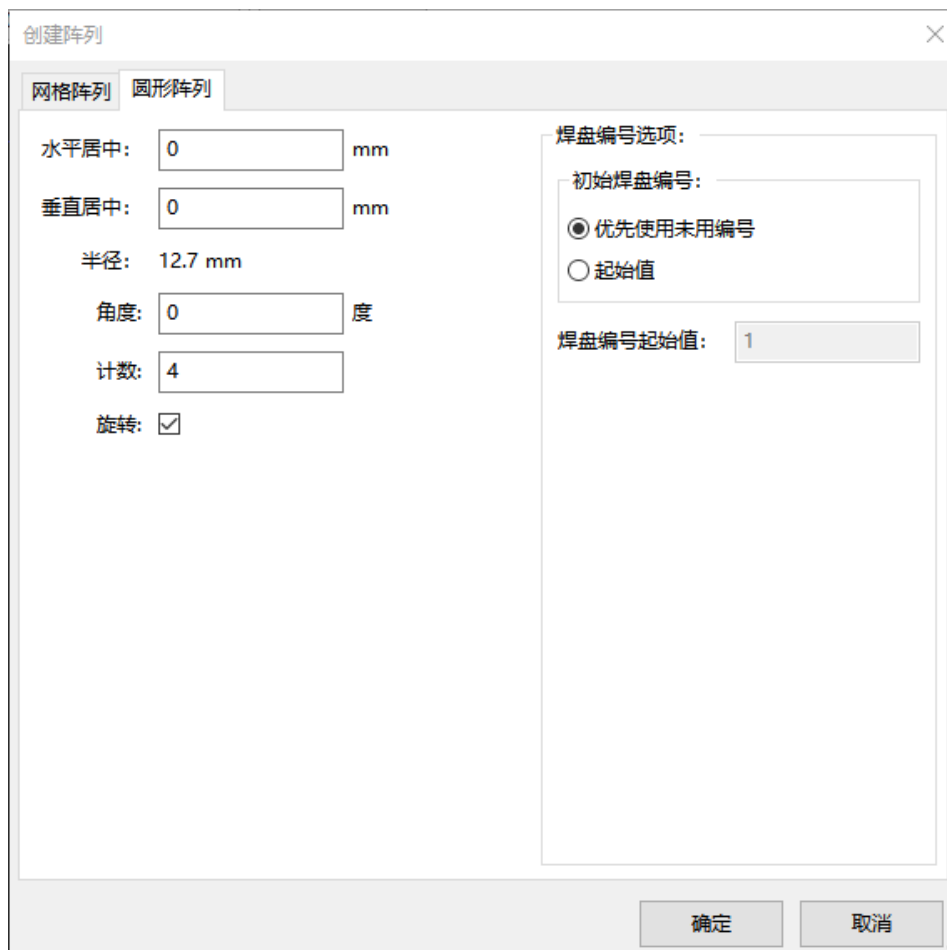 创建阵列
网格阵列 圆形阵列
水平居中： 0 mm
垂直居中： 0 mm
半径： 12.7 mm
角度: 0 度
计数: 4
旋转:
焊盘编号选项：
初始焊盘编号：
优先使用未用编号
起始值
焊盘编号起始值： 1
确定 取消